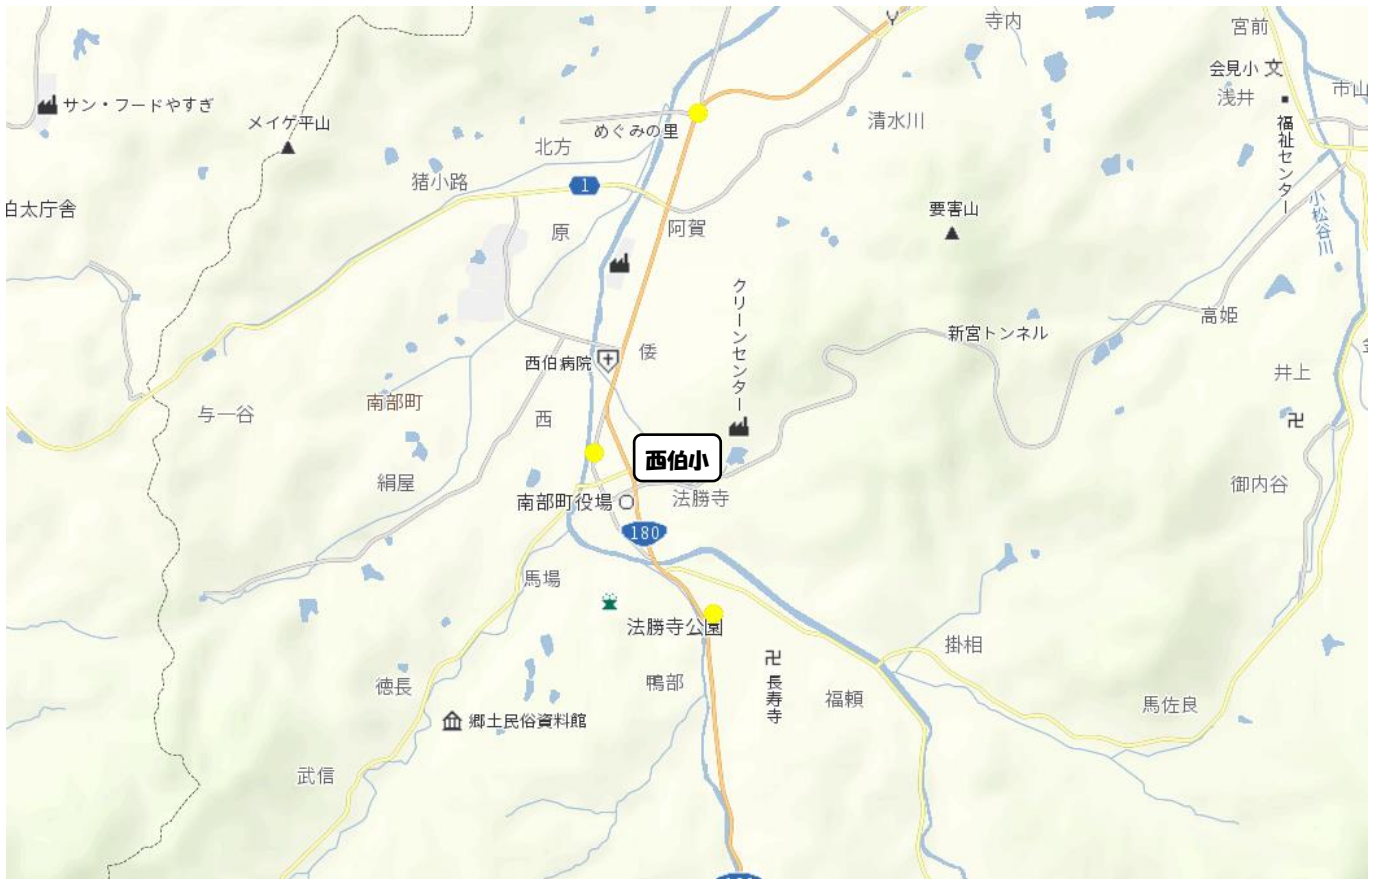 寺内
宮前
会見小
浅井
市山
サン・フードやすぎ
メイゲ平山
めぐみの里
清水川
北方
福祉センター
猪小路
1
伯太庁舎
要害山
小松谷川
原
阿賀
クリーンセンター
高姫
新宮トンネル
倭
西伯病院
井上
南部町
与一谷
西
西伯小
絹屋
御内谷
南部町役場
法勝寺
180
馬場
法勝寺公園
掛相
長寿寺
徳長
鴨部
福頼
馬佐良
郷土民俗資料館
武信